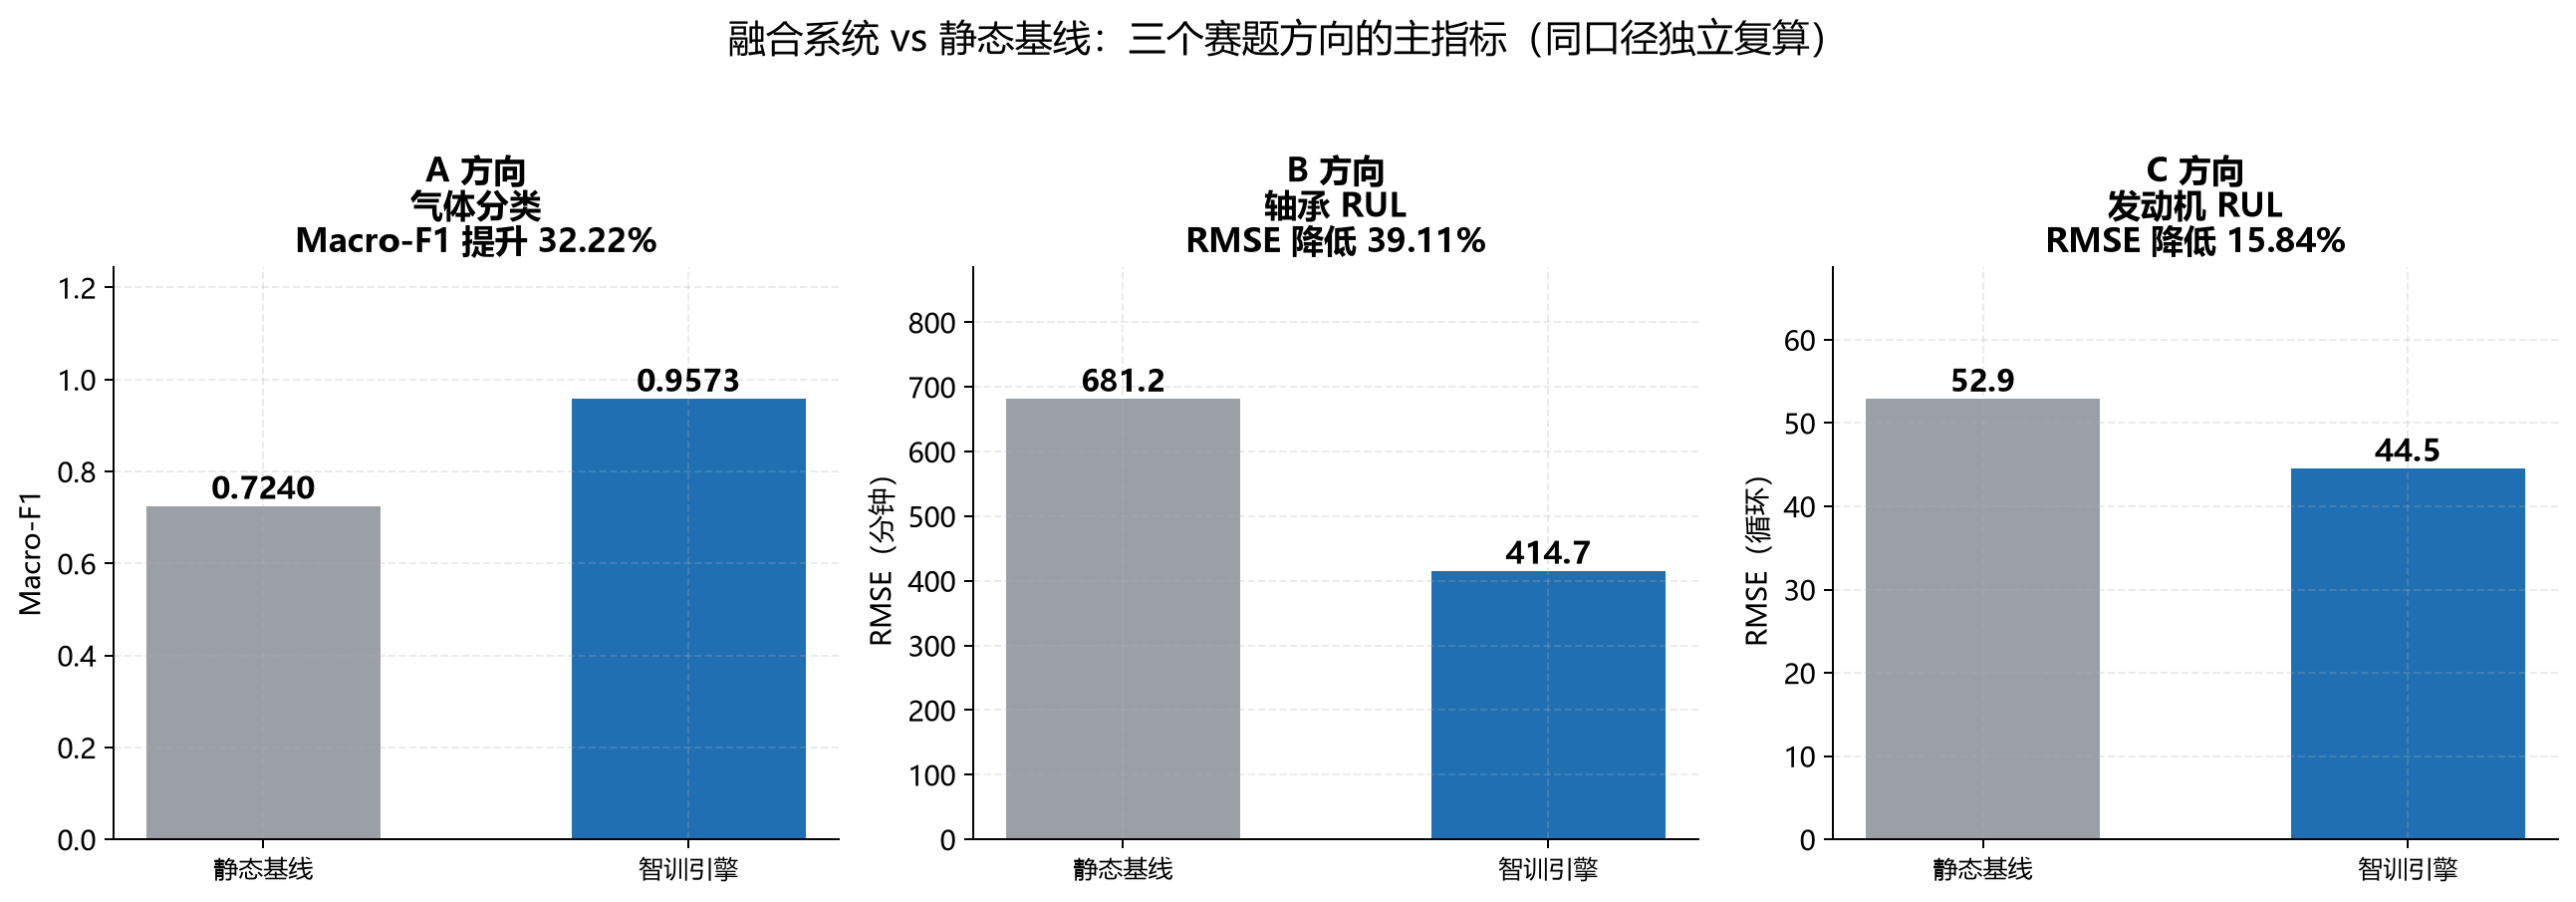 融合系统 vs 静态基线：三个赛题方向的主指标（同口径独立复算）
A 方向
气体分类
Macro-F1 提升 32.22%
Macro-F1
1.2
1.0
0.8
0.6
0.4
0.2
0.0
0.7240
0.9573
静态基线
智训引擎
B 方向
轴承 RUL
RMSE 降低 39.11%
RMSE（分钟）
800
700
600
500
400
300
200
100
0
681.2
414.7
静态基线
智训引擎
C 方向
发动机 RUL
RMSE 降低 15.84%
RMSE（循环）
60
50
40
30
20
10
0
52.9
44.5
静态基线
智训引擎